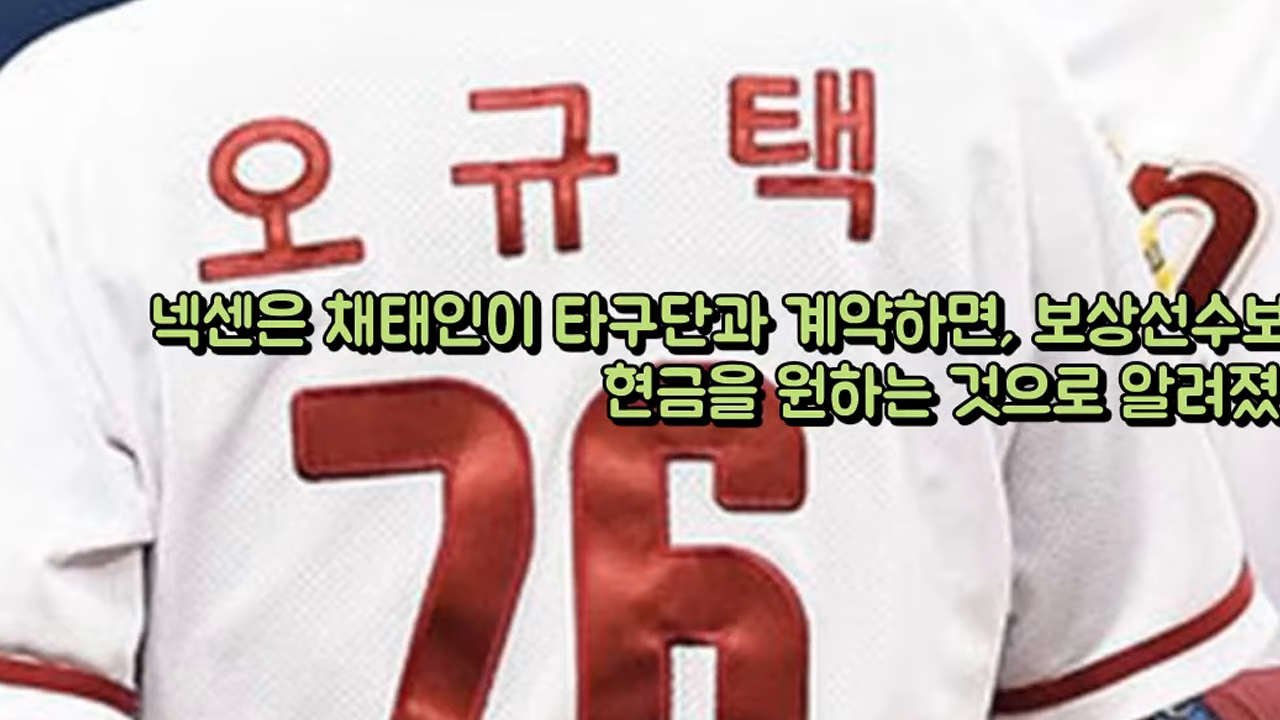 오규택
넥센은 채태인이 타구단과 계약하면, 보상선수보
현금을 원하는 것으로 알려졌
76